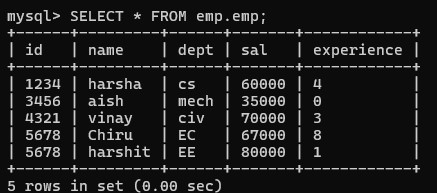 mysql> SELECT * FROM emp.emp;
+------+---------+------+-------+------------+
| id   | name    | dept | sal   | experience |
+------+---------+------+-------+------------+
| 1234 | harsha  | cs   | 60000 | 4          |
| 3456 | aish    | mech | 35000 | 0          |
| 4321 | vinay   | civ  | 70000 | 3          |
| 5678 | Chiru   | EC   | 67000 | 8          |
| 5678 | harshit | EE   | 80000 | 1          |
+------+---------+------+-------+------------+
5 rows in set (0.00 sec)